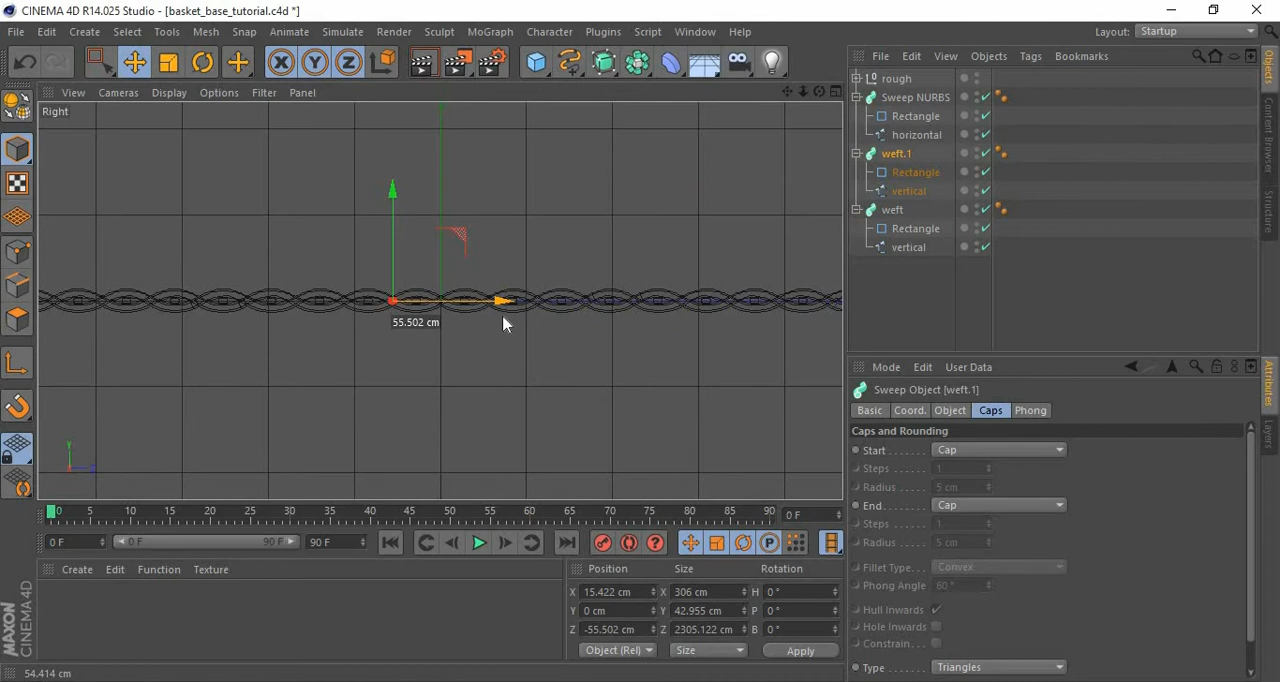 CINEMA 4D R14.025 Studio - [basket_base_tutorial.c4d *]
File Edit Create Select Tools Mesh Snap Animate Simulate Render Sculpt MoGraph Character Plugins Script Window Help Layout: Startup
X Y Z
File Edit View Objects Tags Bookmarks
View Cameras Display Options Filter Panel
Right
rough
Sweep NURBS
Rectangle
horizontal
weft.1
Rectangle
vertical
weft
Rectangle
vertical
Objects
Content Browser
Structure
55.502 cm
Y
Mode Edit User Data
Sweep Object [weft.1]
Basic Coord. Object Caps Phong
Caps and Rounding
Start . . . . . . . Cap
Steps . . . . . . 1
Radius . . . . . 5 cm
End. . . . . . . . Cap
Steps . . . . . . 1
Radius . . . . . 5 cm
Fillet Type. . . Convex
Phong Angle 60 °
Hull Inwards
Hole Inwards
Constrain. . .
Type . . . . . . . Triangles
Attributes
Layers
0 5 10 15 20 25 30 35 40 45 50 55 60 65 70 75 80 85 90 0 F
0 F 0 F 90 F 90 F
P
Create Edit Function Texture
Position Size Rotation
X 15.422 cm X 306 cm H 0 °
Y 0 cm Y 42.955 cm P 0 °
Z -55.502 cm Z 2305.122 cm B 0 °
Object (Rel) Size Apply
MAXON
CINEMA 4D
54.414 cm